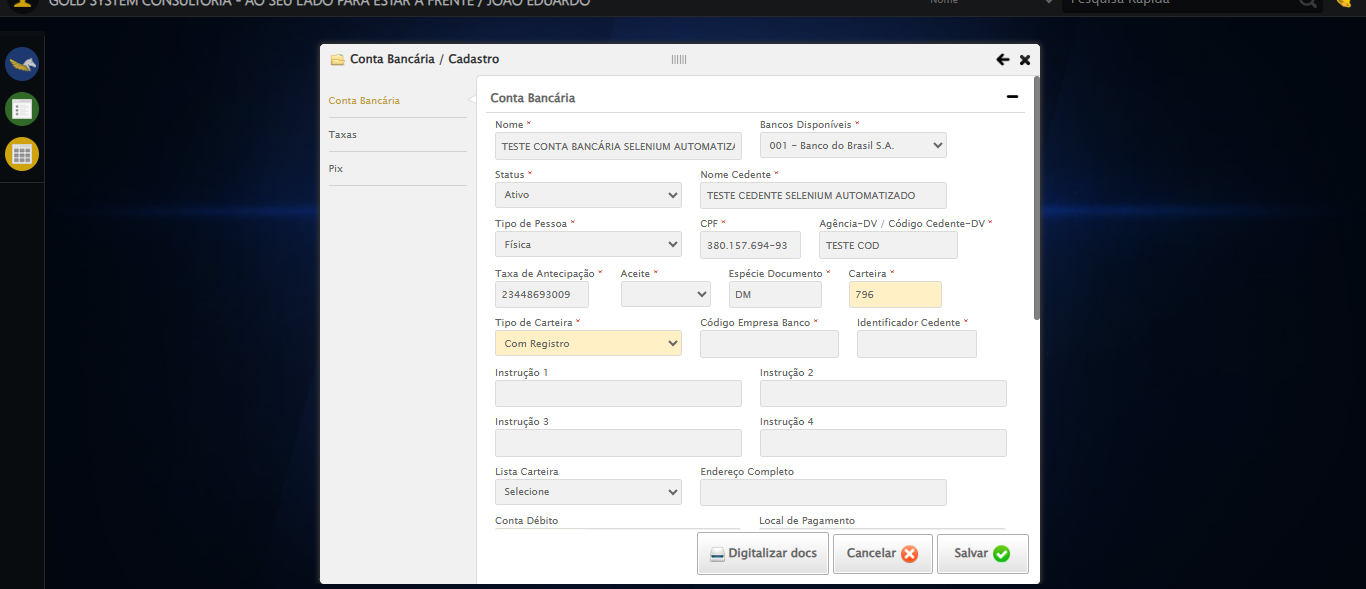 GOLD SYSTEM CONSULTORIA - AO SEU LADO PARA ESTAR À FRENTE / JOAO EDUARDO
Nome
Pesquisa Rápida
Conta Bancária / Cadastro
Conta Bancária
Taxas
Pix
Conta Bancária
Nome * Bancos Disponíveis *
TESTE CONTA BANCÁRIA SELENIUM AUTOMATIZA 001 - Banco do Brasil S.A.
Status * Nome Cedente *
Ativo TESTE CEDENTE SELENIUM AUTOMATIZADO
Tipo de Pessoa * CPF * Agência-DV / Código Cedente-DV *
Física 380.157.694-93 TESTE COD
Taxa de Antecipação * Aceite * Espécie Documento * Carteira *
23448693009 DM 796
Tipo de Carteira * Código Empresa Banco * Identificador Cedente *
Com Registro
Instrução 1 Instrução 2
Instrução 3 Instrução 4
Lista Carteira Endereço Completo
Selecione
Conta Débito Local de Pagamento
Digitalizar docs Cancelar Salvar